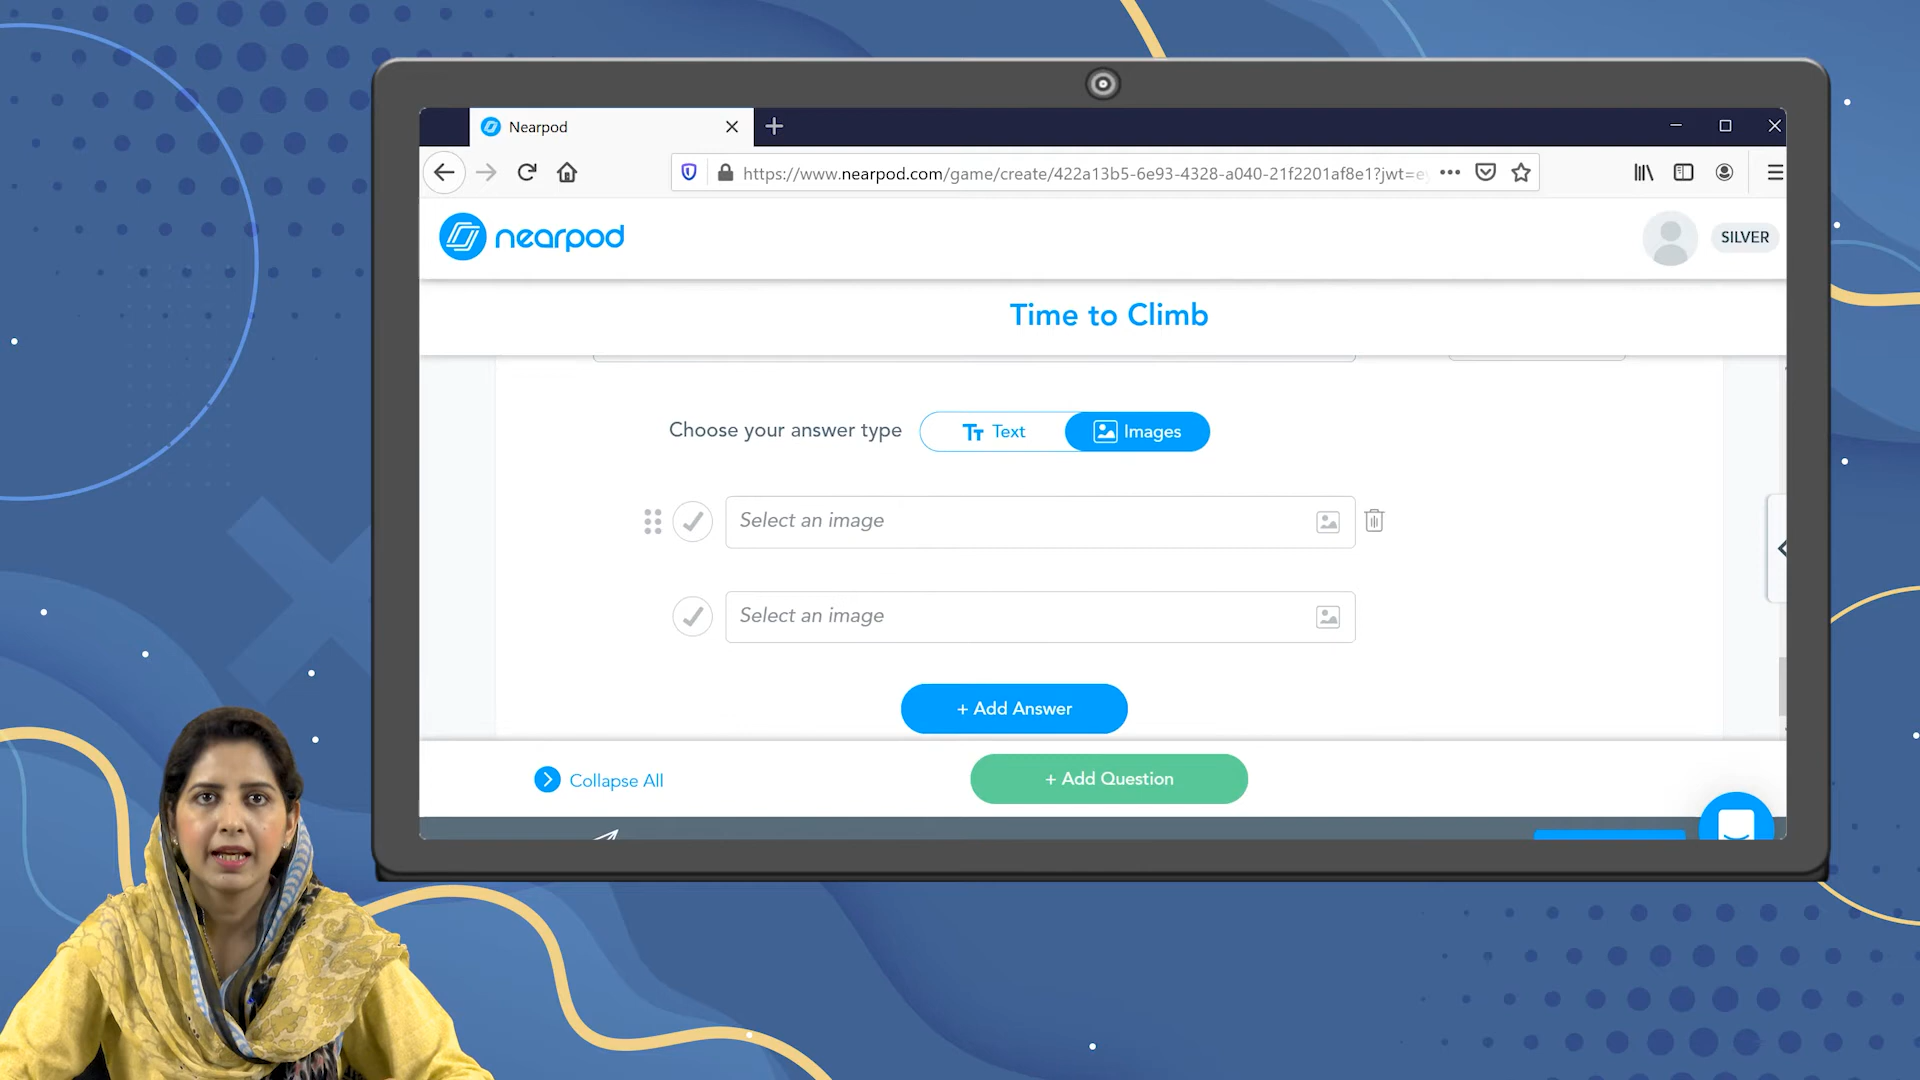 Nearpod
https://www.nearpod.com/game/create/422a13b5-6e93-4328-a040-21f2201af8e1?jwt=e
nearpod
SILVER
Time to Climb
Choose your answer type
Text
Images
Select an image
Select an image
+ Add Answer
Collapse All
+ Add Question